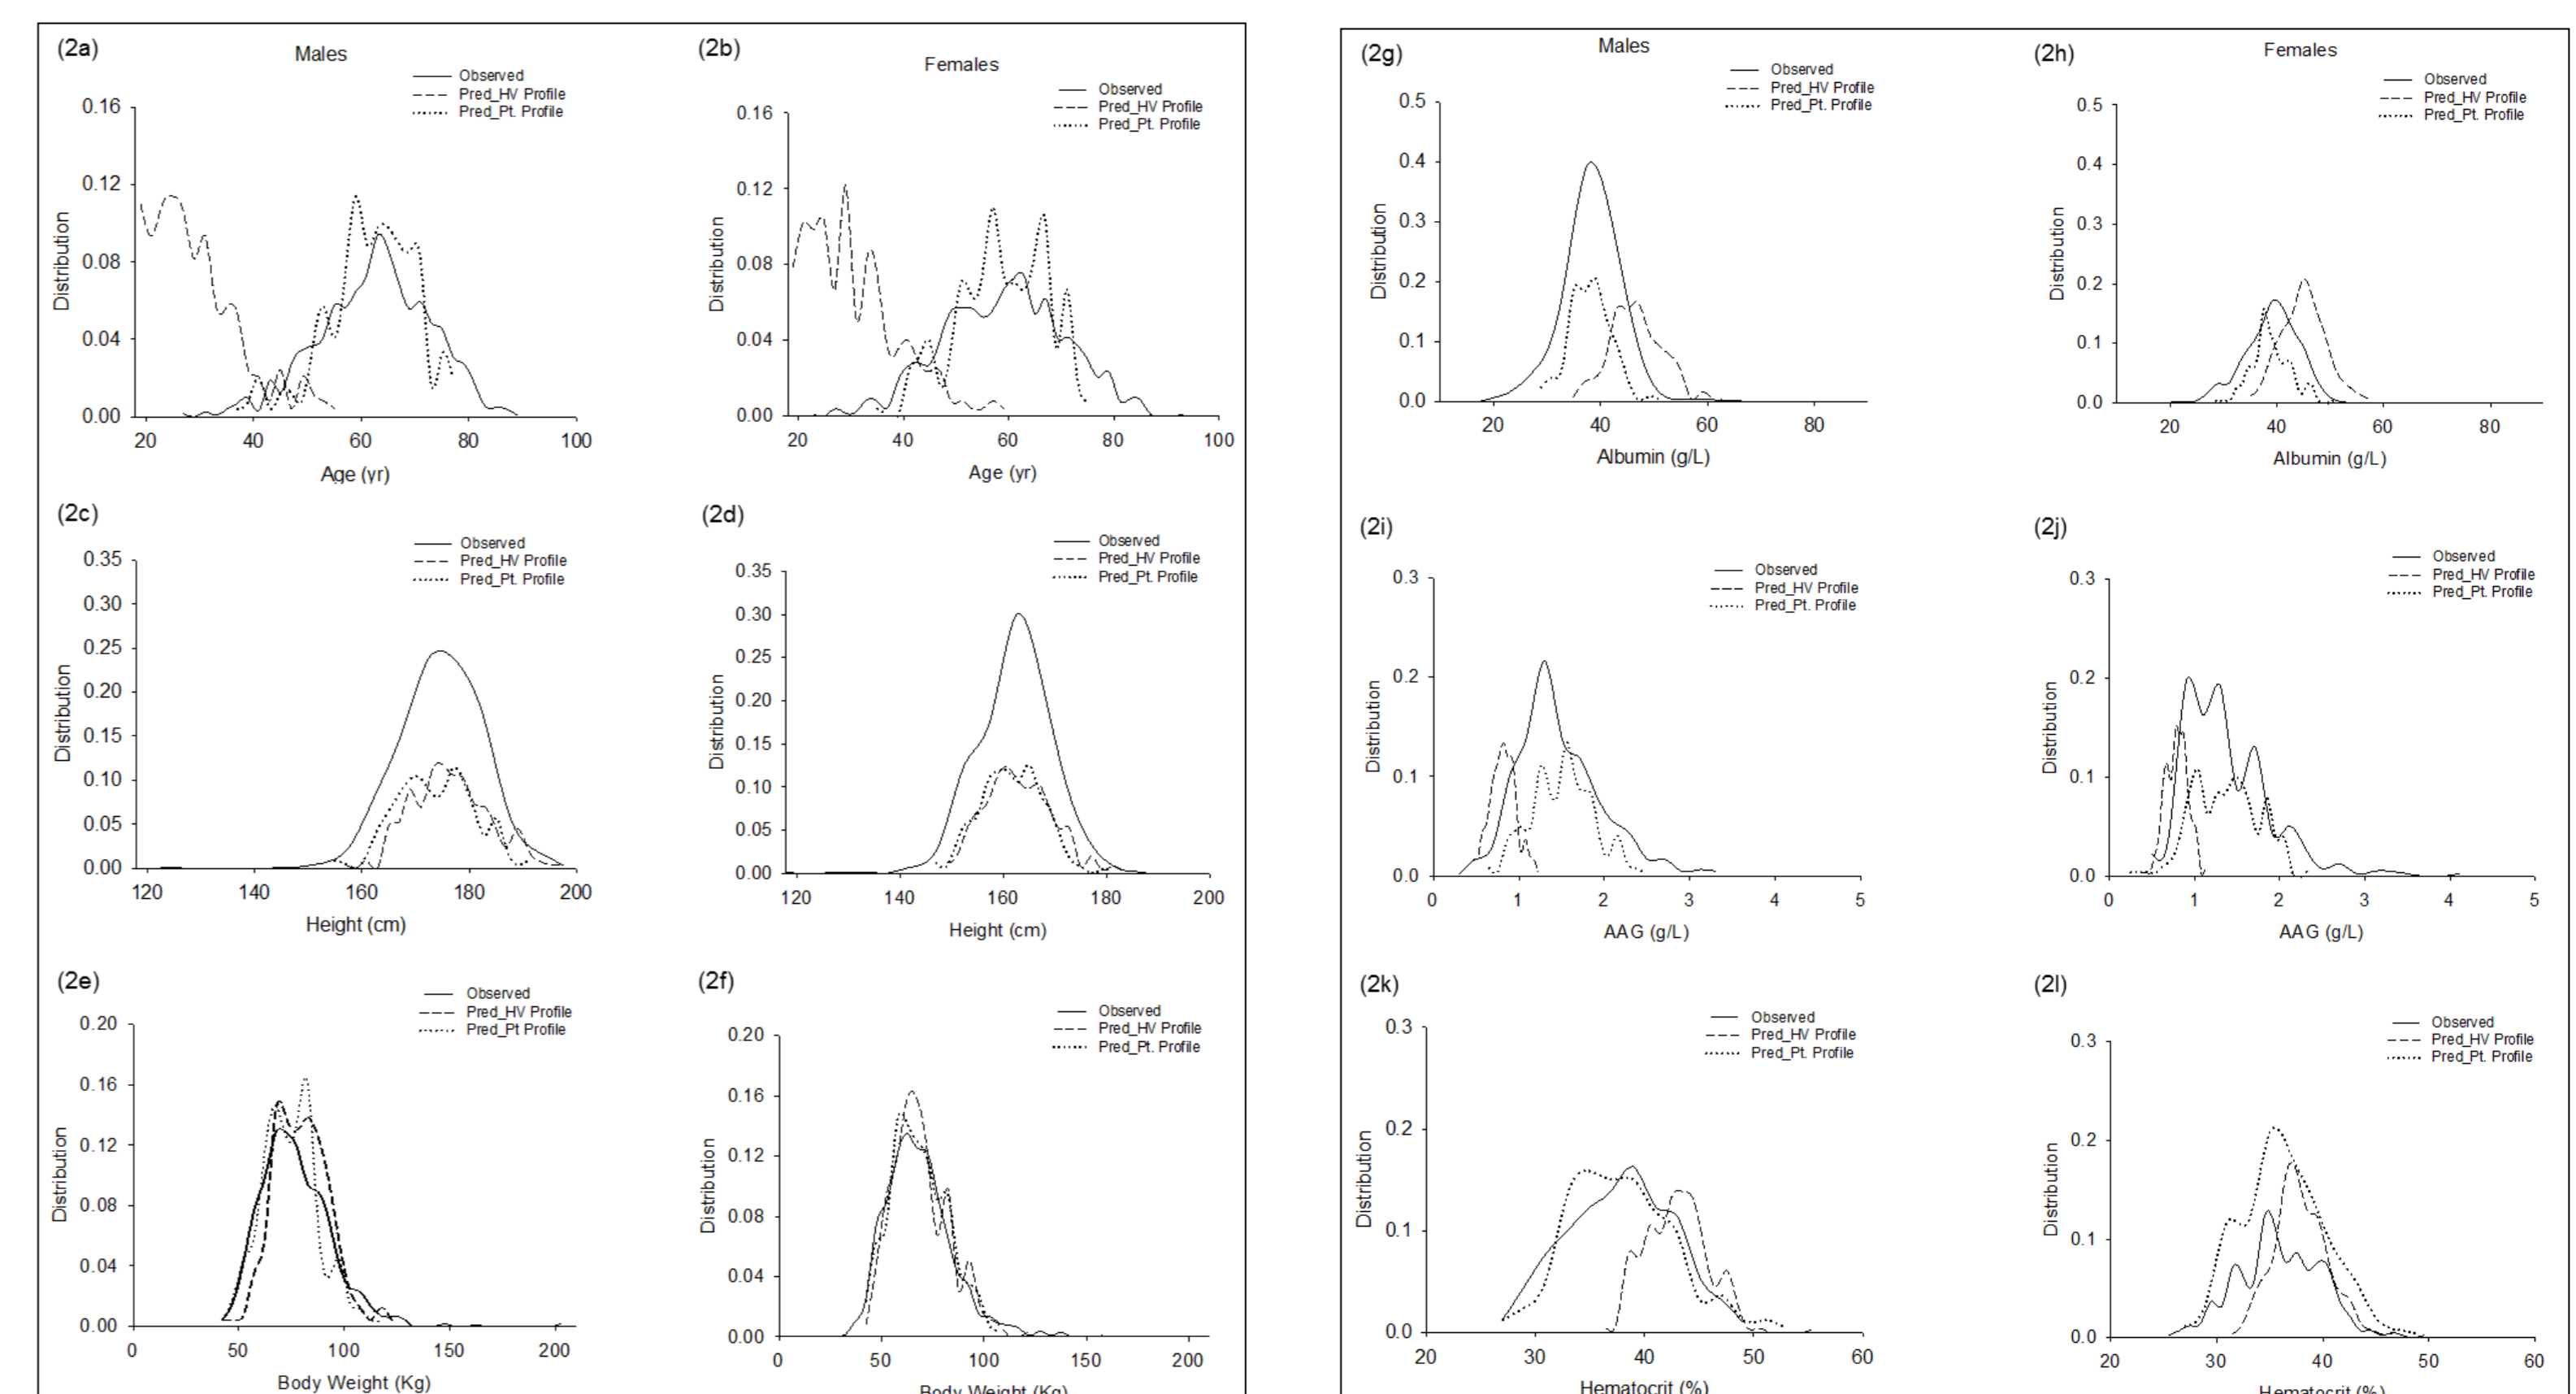 (2a)
Males
Observed
Pred_HV Profile
Pred_Pt. Profile
0.16
0.12
0.08
0.04
0.00
Distribution
20 40 60 80 100
Age (yr)
(2b)
Females
Observed
Pred_HV Profile
Pred_Pt. Profile
0.16
0.12
0.08
0.04
0.00
Distribution
20 40 60 80 100
Age (yr)
(2c)
Observed
Pred_HV Profile
Pred_Pt. Profile
0.35
0.30
0.25
0.20
0.15
0.10
0.05
0.00
Distribution
120 140 160 180 200
Height (cm)
(2d)
Observed
Pred_HV Profile
Pred_Pt. Profile
0.35
0.30
0.25
0.20
0.15
0.10
0.05
0.00
Distribution
120 140 160 180 200
Height (cm)
(2e)
Observed
Pred_HV Profile
Pred_Pt Profile
0.20
0.16
0.12
0.08
0.04
0.00
Distribution
0 50 100 150 200
Body Weight (Kg)
(2f)
Observed
Pred_HV Profile
Pred_Pt. Profile
0.20
0.16
0.12
0.08
0.04
0.00
Distribution
0 50 100 150 200
Body Weight (Kg)
(2g)
Males
Observed
Pred_HV Profile
Pred_Pt. Profile
0.5
0.4
0.3
0.2
0.1
0.0
Distribution
20 40 60 80
Albumin (g/L)
(2h)
Females
Observed
Pred_HV Profile
Pred_Pt. Profile
0.5
0.4
0.3
0.2
0.1
0.0
Distribution
20 40 60 80
Albumin (g/L)
(2i)
Observed
Pred_HV Profile
Pred_Pt. Profile
0.3
0.2
0.1
0.0
Distribution
0 1 2 3 4 5
AAG (g/L)
(2j)
Observed
Pred_HV Profile
Pred_Pt. Profile
0.3
0.2
0.1
0.0
Distribution
0 1 2 3 4 5
AAG (g/L)
(2k)
Observed
Pred_HV Profile
Pred_Pt. Profile
0.3
0.2
0.1
0.0
Distribution
20 30 40 50 60
Hematocrit (%)
(2l)
Observed
Pred_HV Profile
Pred_Pt. Profile
0.3
0.2
0.1
0.0
Distribution
20 30 40 50 60
Hematocrit (%)